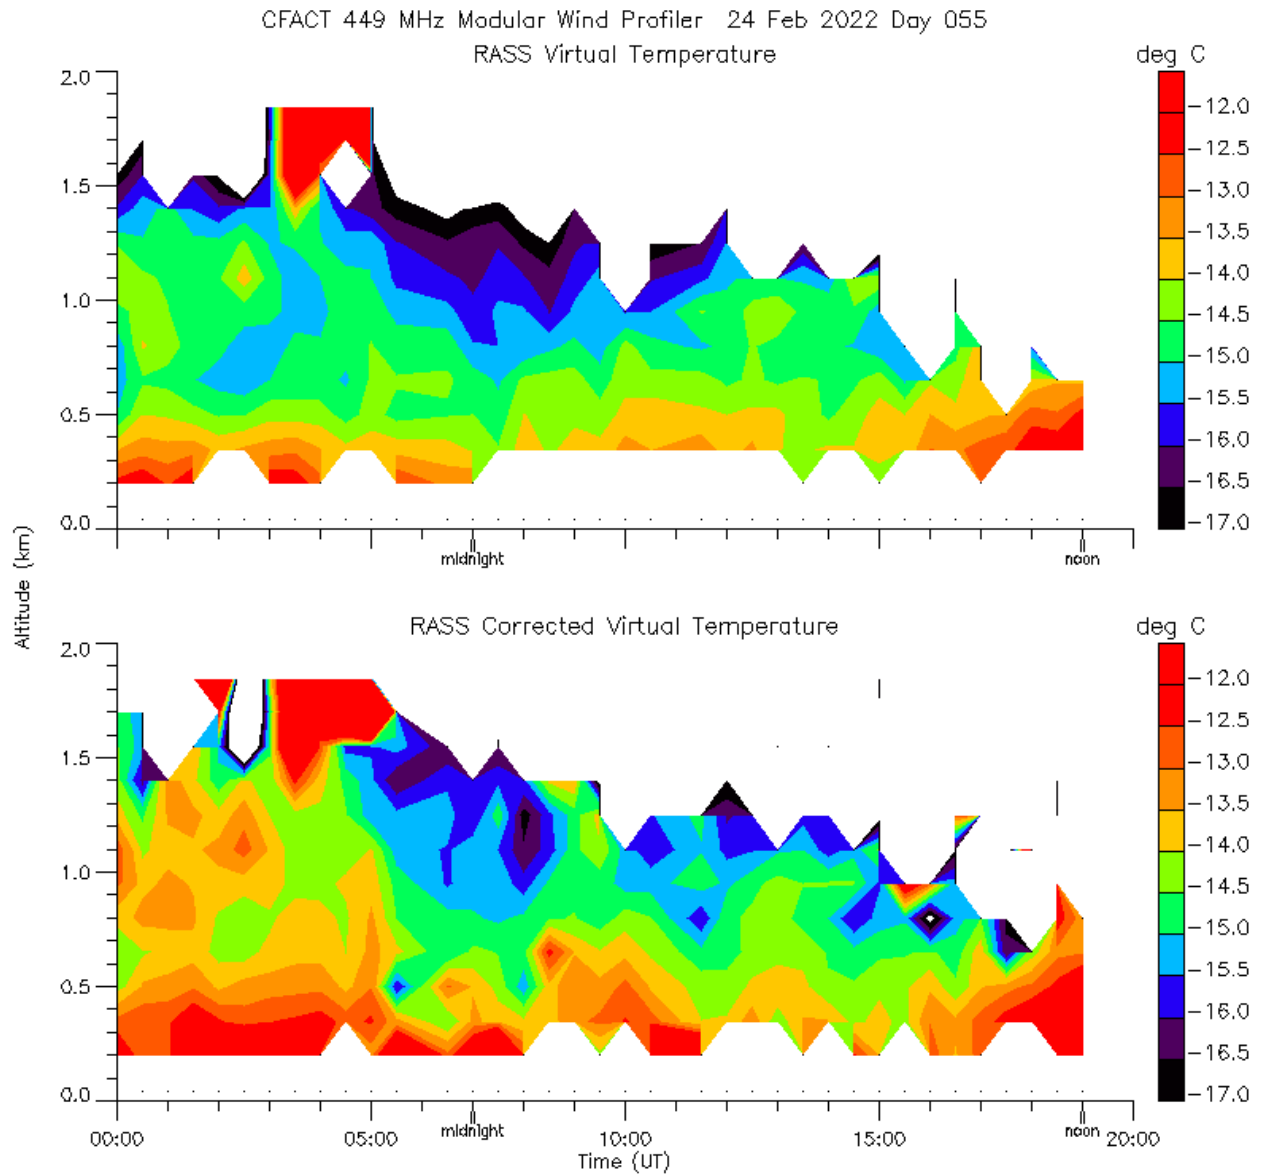 CFACT 449 MHz Modular Wind Profiler 24 Feb 2022 Day 055
RASS Virtual Temperature
deg C
2.0
1.5
1.0
0.5
0.0
-12.0
-12.5
-13.0
-13.5
-14.0
-14.5
-15.0
-15.5
-16.0
-16.5
-17.0
midnight
noon
Altitude (km)
RASS Corrected Virtual Temperature
deg C
2.0
1.5
1.0
0.5
0.0
-12.0
-12.5
-13.0
-13.5
-14.0
-14.5
-15.0
-15.5
-16.0
-16.5
-17.0
midnight
noon
00:00 05:00 10:00 15:00 20:00
Time (UT)